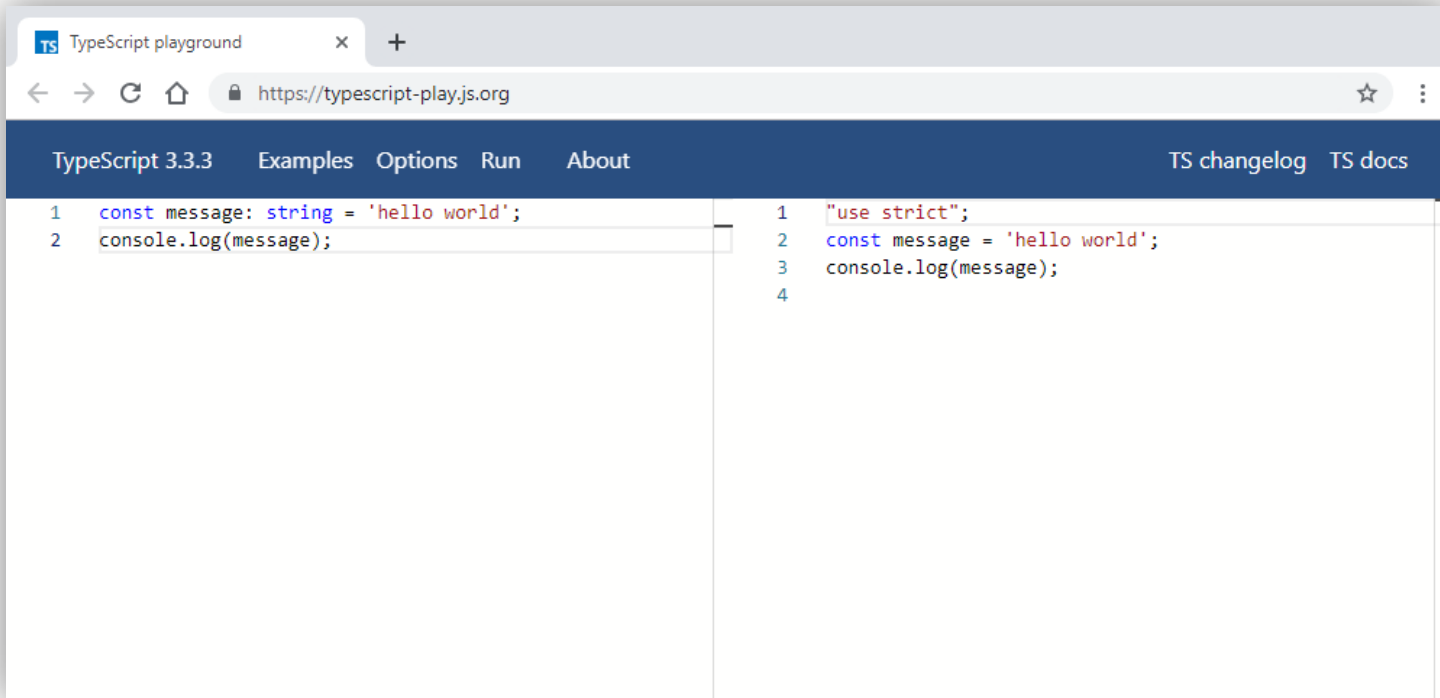 TS TypeScript playground
https://typescript-play.js.org
TypeScript 3.3.3 Examples Options Run About TS changelog TS docs
1 const message: string = 'hello world';
2 console.log(message);
1 "use strict";
2 const message = 'hello world';
3 console.log(message);
4